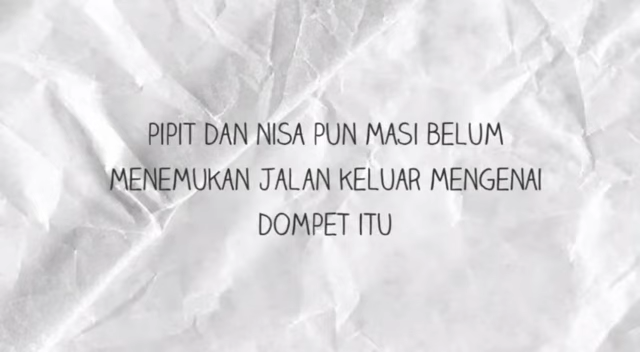 PIPIT DAN NISA PUN MASI BELUM
MENEMUKAN JALAN KELUAR MENGENAI
DOMPET ITU